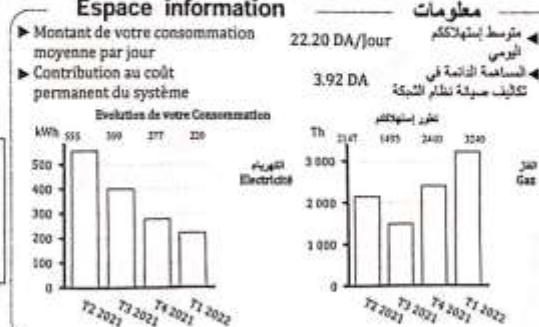 Espace information
معلومات
▶ Montant de votre consommation
moyenne par jour
22.20 DA/Jour
متوسط إستهلاككم ◀
اليومي
▶ Contribution au coût
permanent du système
3.92 DA
المساهمة الدائمة في ◀
تكاليف صيانة نظام الشبكة
Evolution de votre Consommation
تطور إستهلاككم
kWh 555 399 277 220
الكهرباء
Electricité
500
400
300
200
100
0
T2 2021 T3 2021 T4 2021 T1 2022
Th 2147 1495 2403 3240
الغاز
Gaz
3 000
2 000
1 000
0
T2 2021 T3 2021 T4 2021 T1 2022